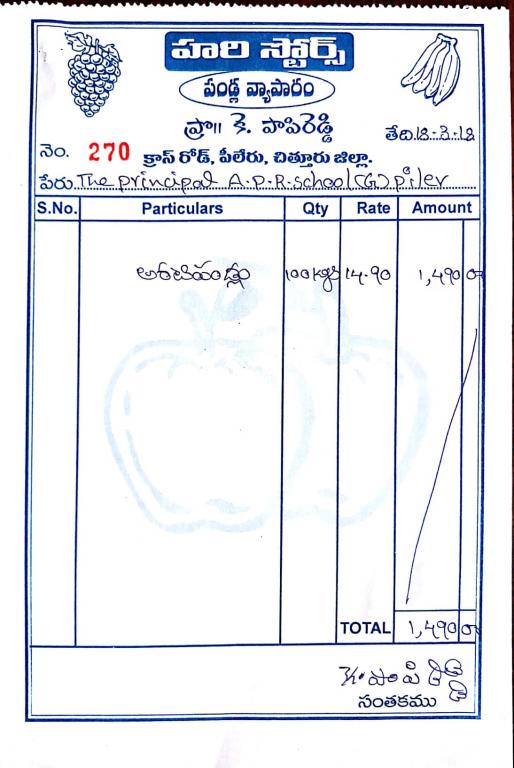 హరి స్టోర్స్
పండ్ల వ్యాపారం
ప్రొ॥ కె. పాపిరెడ్డి
తేది 18-3-18
నెం. 270 క్రాస్ రోడ్, పీలేరు, చిత్తూరు జిల్లా.
పేరు The principal A.P.R. school (G) piler
S.No. Particulars Qty Rate Amount
అరటిపండ్లు 100 kgs 14-90 1,490 00
TOTAL 1,490 00
కె. పాపి రెడ్డి
సంతకము